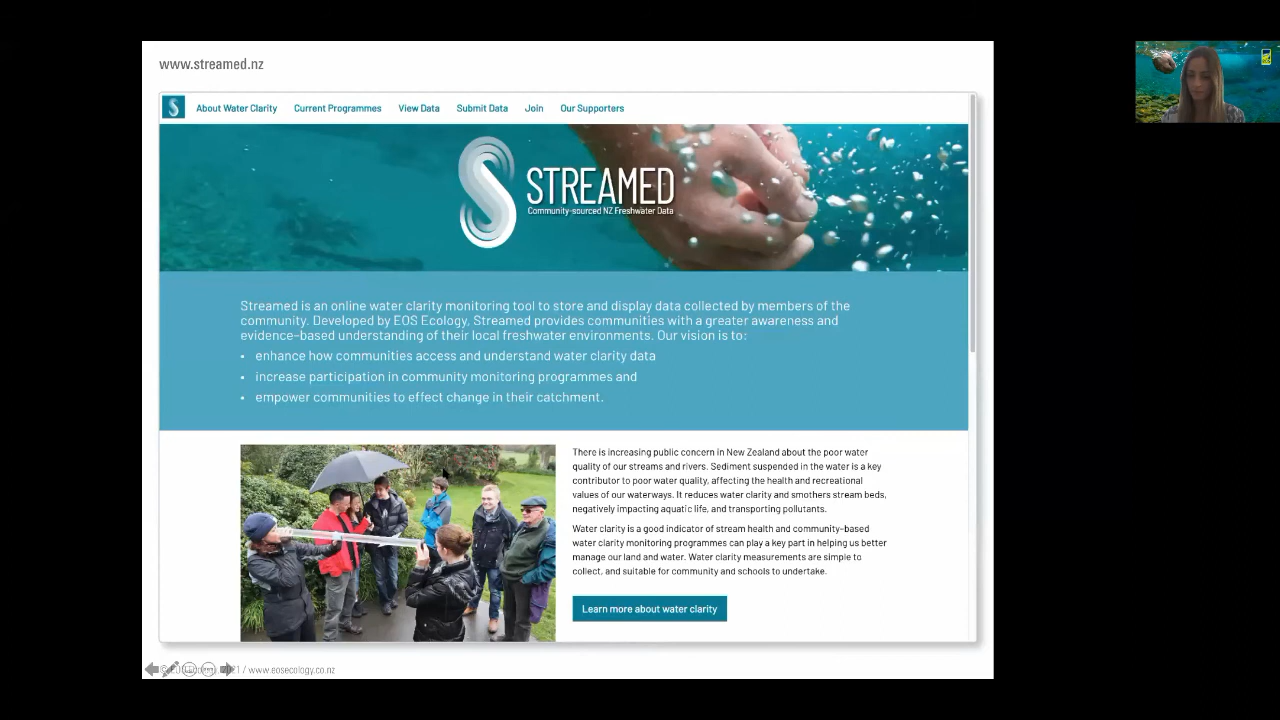 www.streamed.nz
About Water Clarity Current Programmes View Data Submit Data Join Our Supporters
STREAMED
Community-sourced NZ Freshwater Data
Streamed is an online water clarity monitoring tool to store and display data collected by members of the
community. Developed by EOS Ecology, Streamed provides communities with a greater awareness and
evidence-based understanding of their local freshwater environments. Our vision is to:
• enhance how communities access and understand water clarity data
• increase participation in community monitoring programmes and
• empower communities to effect change in their catchment.
There is increasing public concern in New Zealand about the poor water
quality of our streams and rivers. Sediment suspended in the water is a key
contributor to poor water quality, affecting the health and recreational
values of our waterways. It reduces water clarity and smothers stream beds,
negatively impacting aquatic life, and transporting pollutants.
Water clarity is a good indicator of stream health and community-based
water clarity monitoring programmes can play a key part in helping us better
manage our land and water. Water clarity measurements are simple to
collect, and suitable for community and schools to undertake.
Learn more about water clarity
/ www.eosecology.co.nz